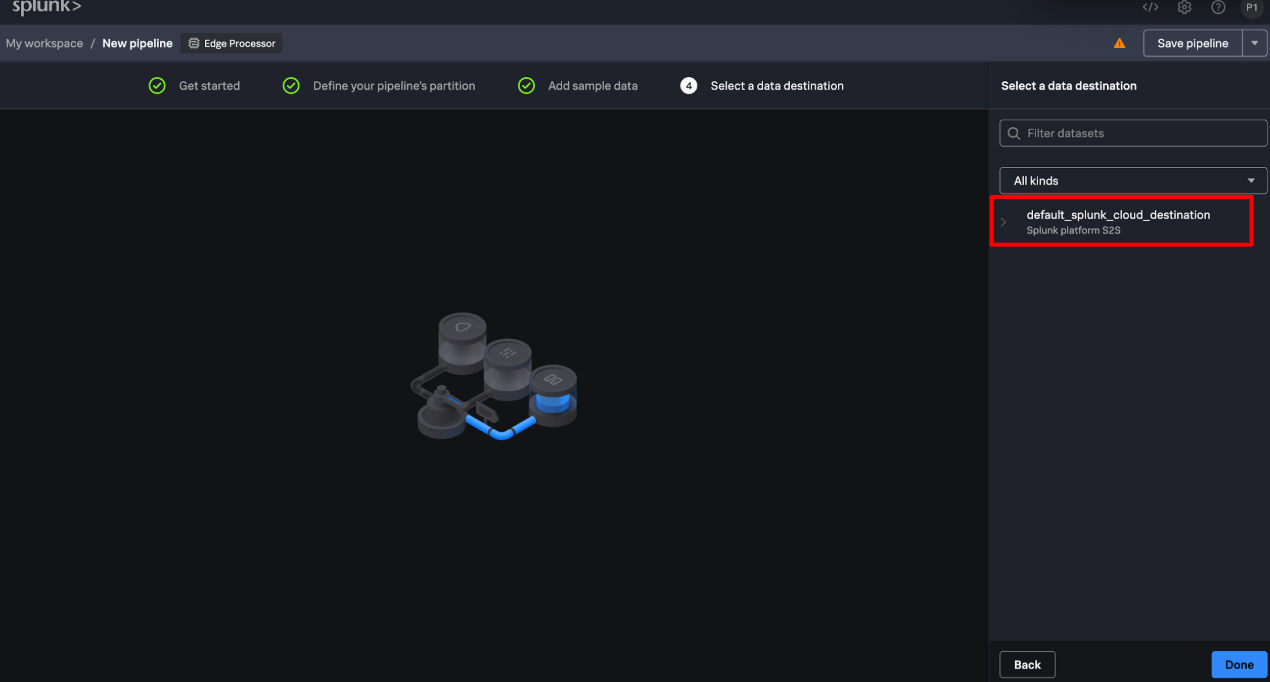 splunk>
P1
My workspace / New pipeline Edge Processor
Save pipeline
Get started
Define your pipeline's partition
Add sample data
4 Select a data destination
Select a data destination
Filter datasets
All kinds
default_splunk_cloud_destination
Splunk platform S2S
Back
Done